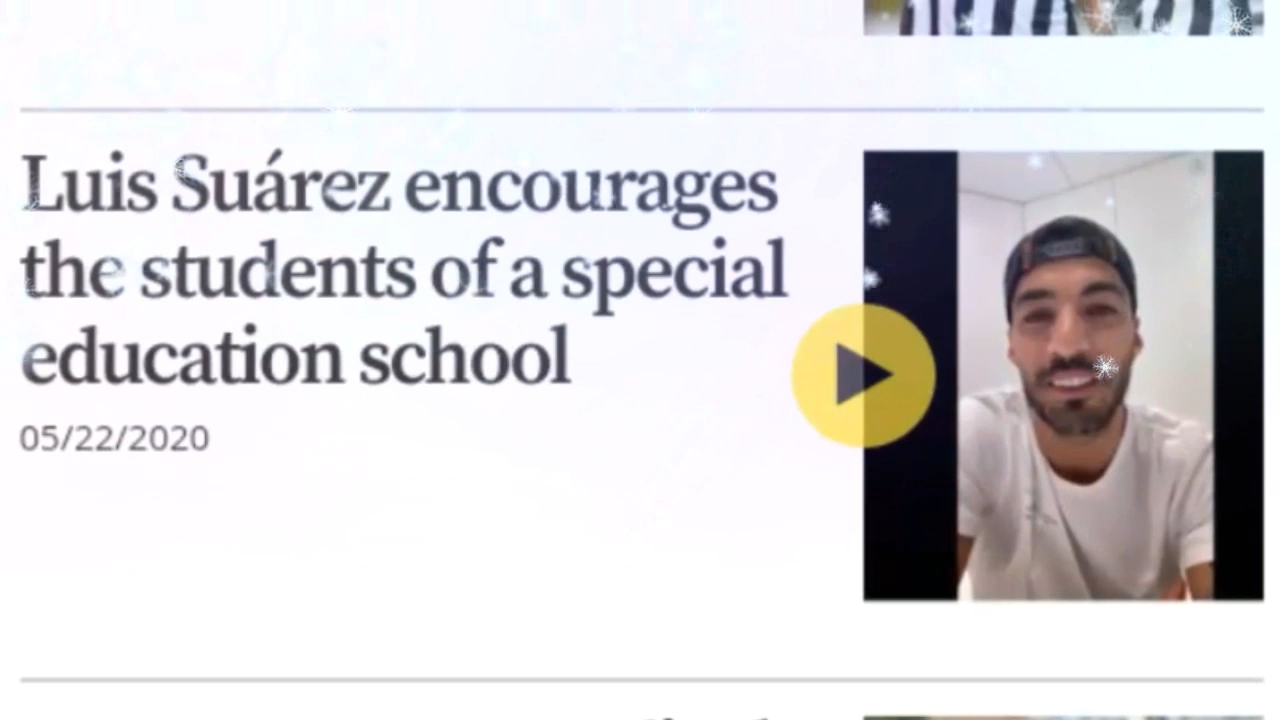 Luis Suárez encourages
the students of a special
education school
05/22/2020